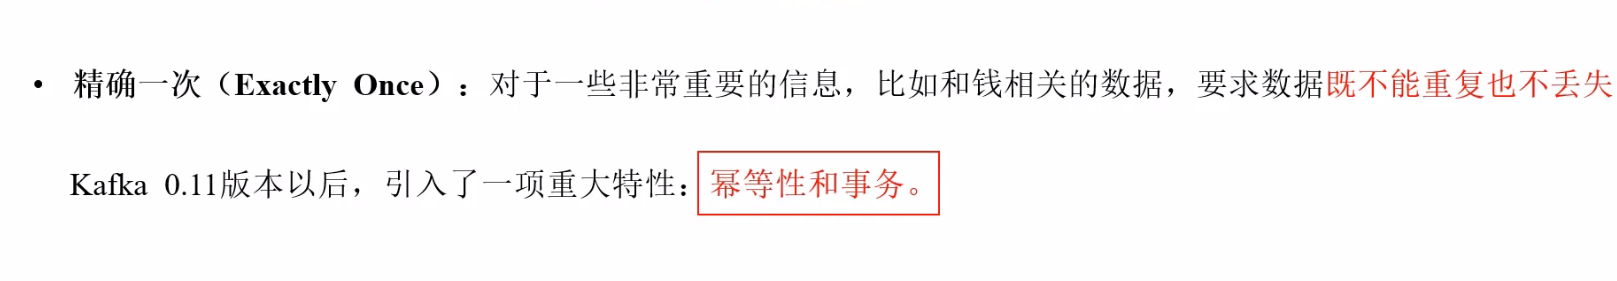 • 精确一次（Exactly Once）：对于一些非常重要的信息，比如和钱相关的数据，要求数据既不能重复也不丢失
Kafka 0.11版本以后，引入了一项重大特性：幂等性和事务。